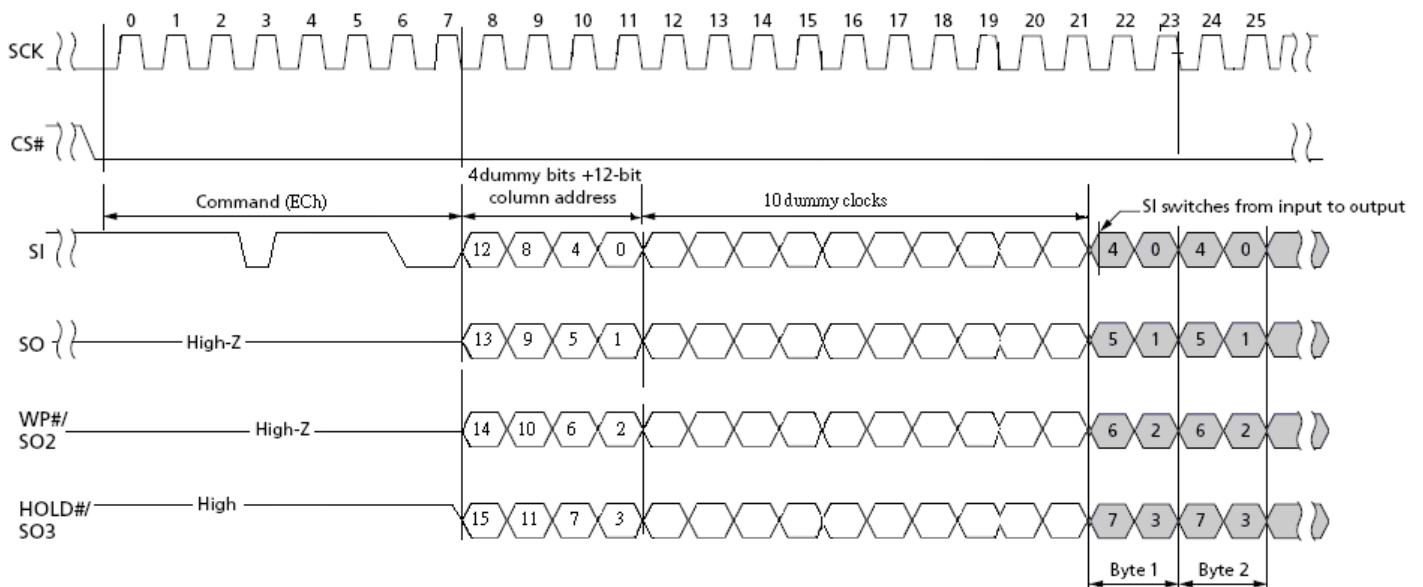 0 1 2 3 4 5 6 7 8 9 10 11 12 13 14 15 16 17 18 19 20 21 22 23 24 25
SCK
CS#
4dummy bits +12-bit
column address
Command (ECh)
10 dummy clocks
SI switches from input to output
SI
12 8 4 0 4 0 4 0
SO
High-Z
13 9 5 1 5 1 5 1
WP#/
SO2
High-Z
14 10 6 2 6 2 6 2
HOLD#/
SO3
High
15 11 7 3 7 3 7 3
Byte 1 Byte 2